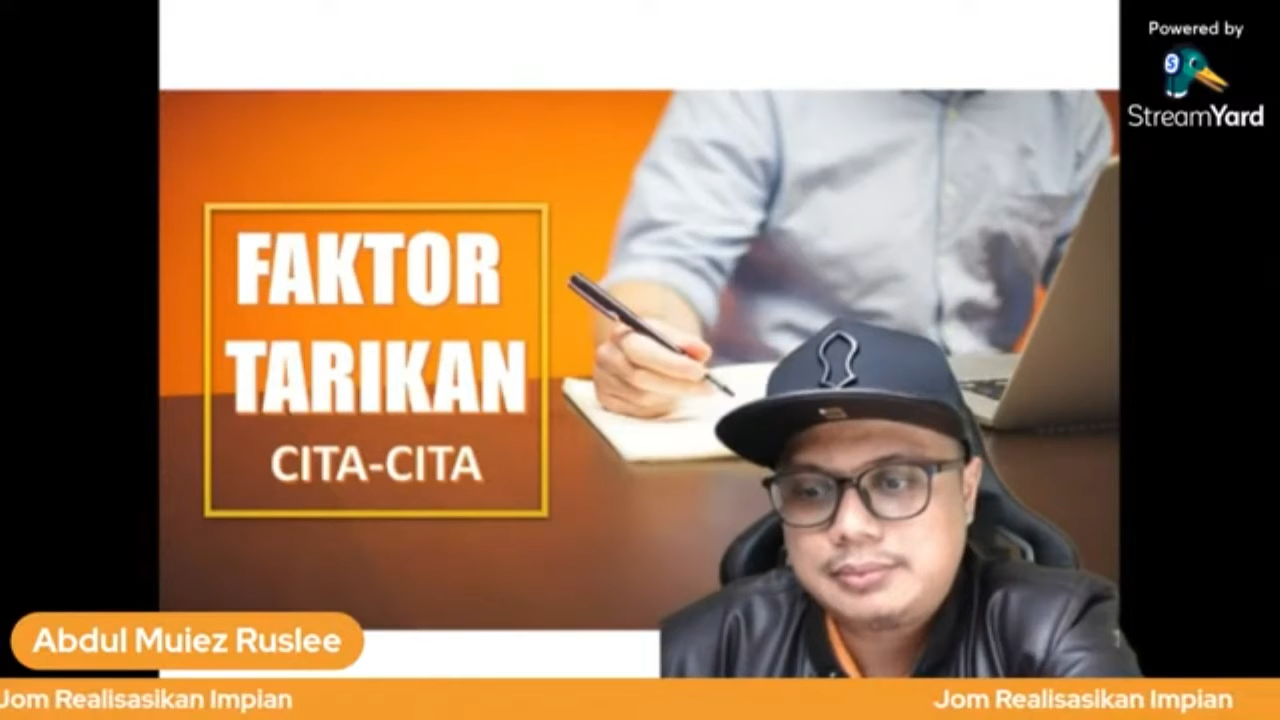 Powered by
StreamYard
FAKTOR
TARIKAN
CITA-CITA
Abdul Muiez Ruslee
Jom Realisasikan Impian
Jom Realisasikan Impian